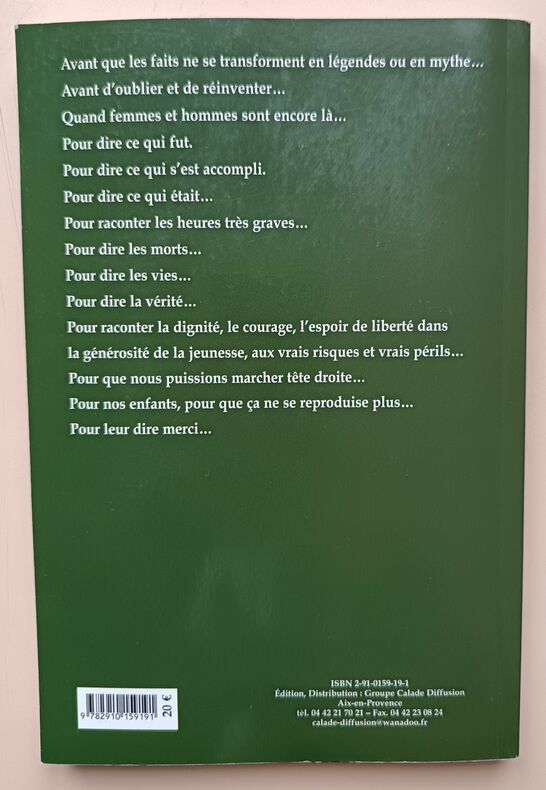 Avant que les faits ne se transforment en légendes ou en mythe…
Avant d'oublier et de réinventer…
Quand femmes et hommes sont encore là…
Pour dire ce qui fut.
Pour dire ce qui s'est accompli.
Pour dire ce qui était…
Pour raconter les heures très graves…
Pour dire les morts…
Pour dire les vies…
Pour dire la vérité…
Pour raconter la dignité, le courage, l'espoir de liberté dans
la générosité de la jeunesse, aux vrais risques et vrais périls…
Pour que nous puissions marcher tête droite…
Pour nos enfants, pour que ça ne se reproduise plus…
Pour leur dire merci…
ISBN 2-91-0159-19-1
Édition, Distribution : Groupe Calade Diffusion
Aix-en-Provence
tèl. 04 42 21 70 21 – Fax. 04 42 23 08 24
calade-diffusion@wanadoo.fr
9 782910 159191
20 €